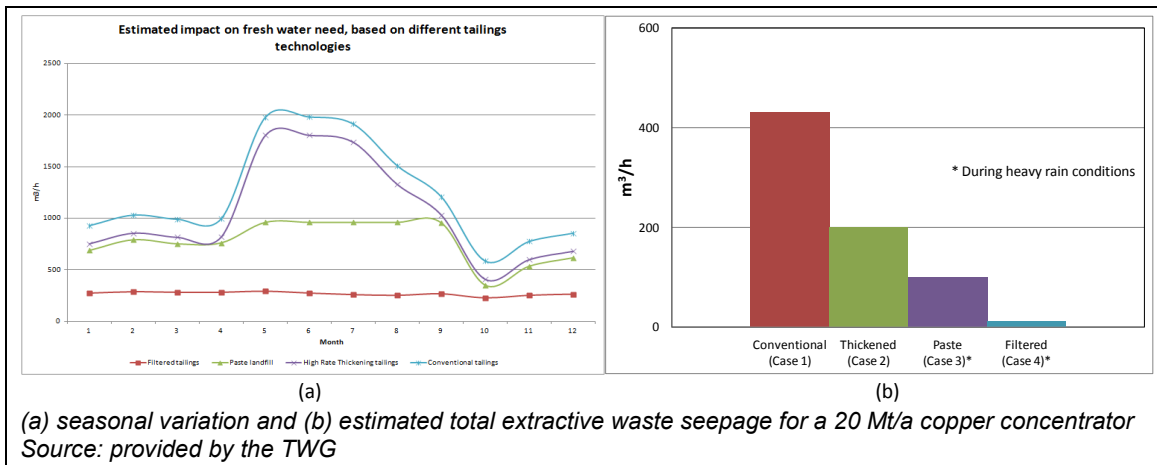 Estimated impact on fresh water need, based on different tailings
technologies
2500
2000
1500
1000
500
0
m3/h
1 2 3 4 5 6 7 8 9 10 11 12
Month
Filtered tailings Paste landfill High Rate Thickening tailings Conventional tailings
(a)
600
400
200
0
m³/h
* During heavy rain conditions
Conventional Thickened Paste Filtered
(Case 1) (Case 2) (Case 3)* (Case 4)*
(b)
(a) seasonal variation and (b) estimated total extractive waste seepage for a 20 Mt/a copper concentrator
Source: provided by the TWG